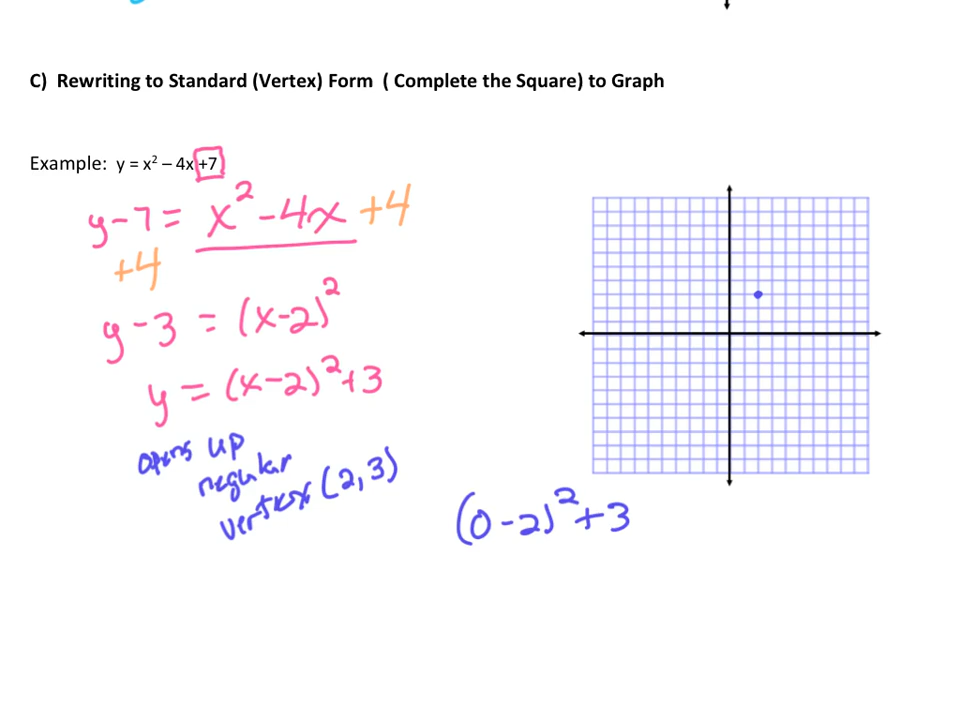 C) Rewriting to Standard (Vertex) Form ( Complete the Square) to Graph
Example: y = x² – 4x +7
y-7 = x² -4x +4
+4
y-3 = (x-2)²
y = (x-2)²+3
opens up
regular
vertex (2,3)
(0-2)²+3